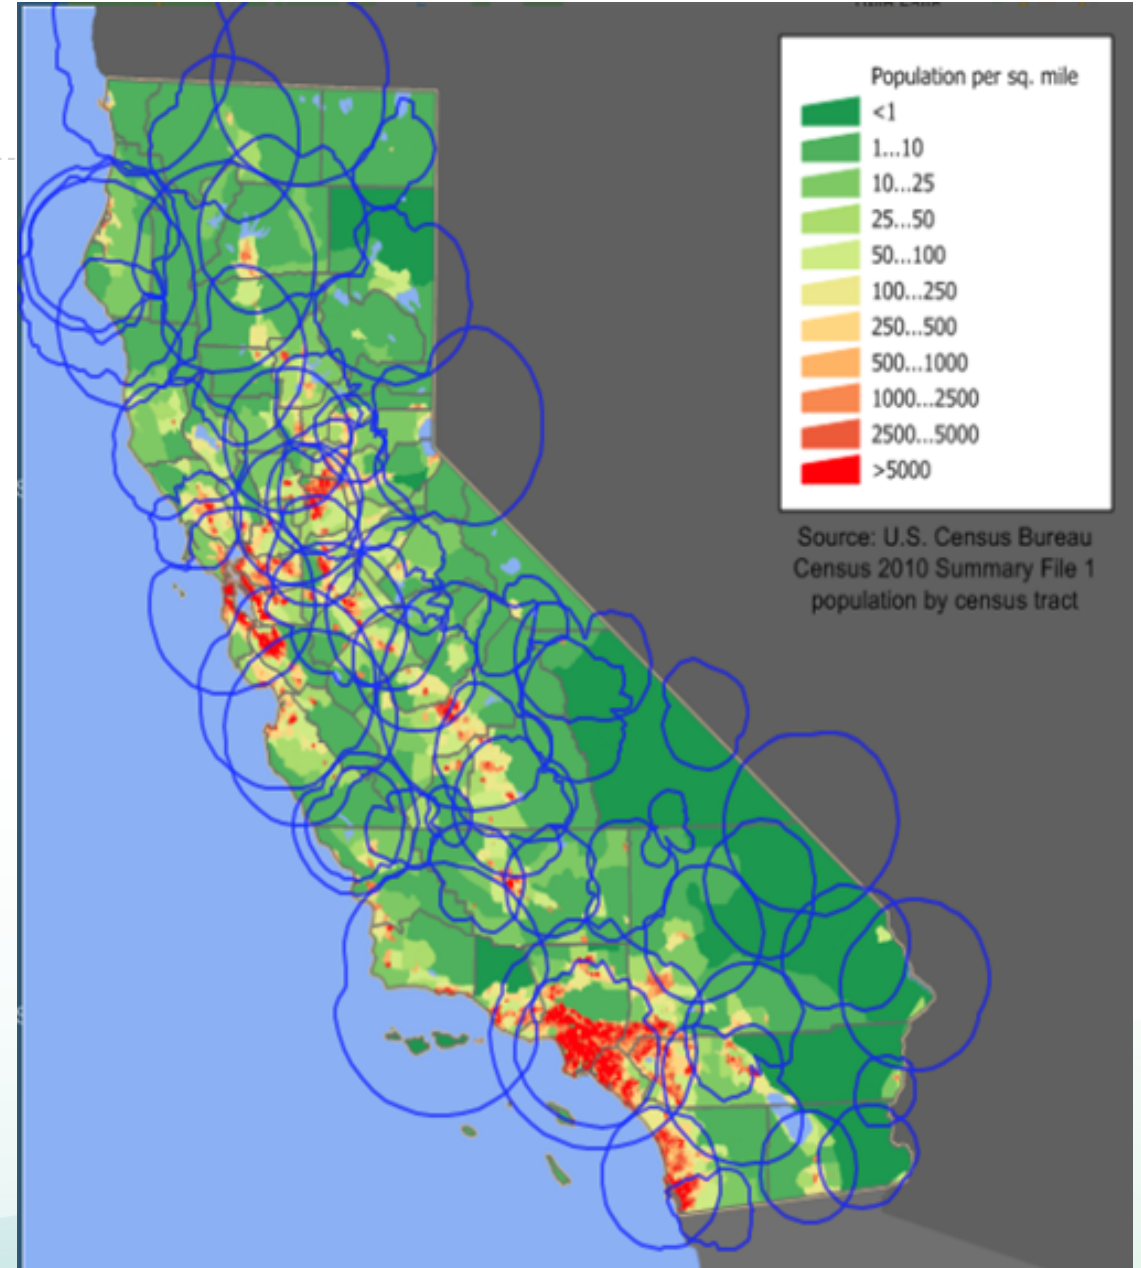 Population per sq. mile
<1
1...10
10...25
25...50
50...100
100...250
250...500
500...1000
1000...2500
2500...5000
>5000
Source: U.S. Census Bureau
Census 2010 Summary File 1
population by census tract